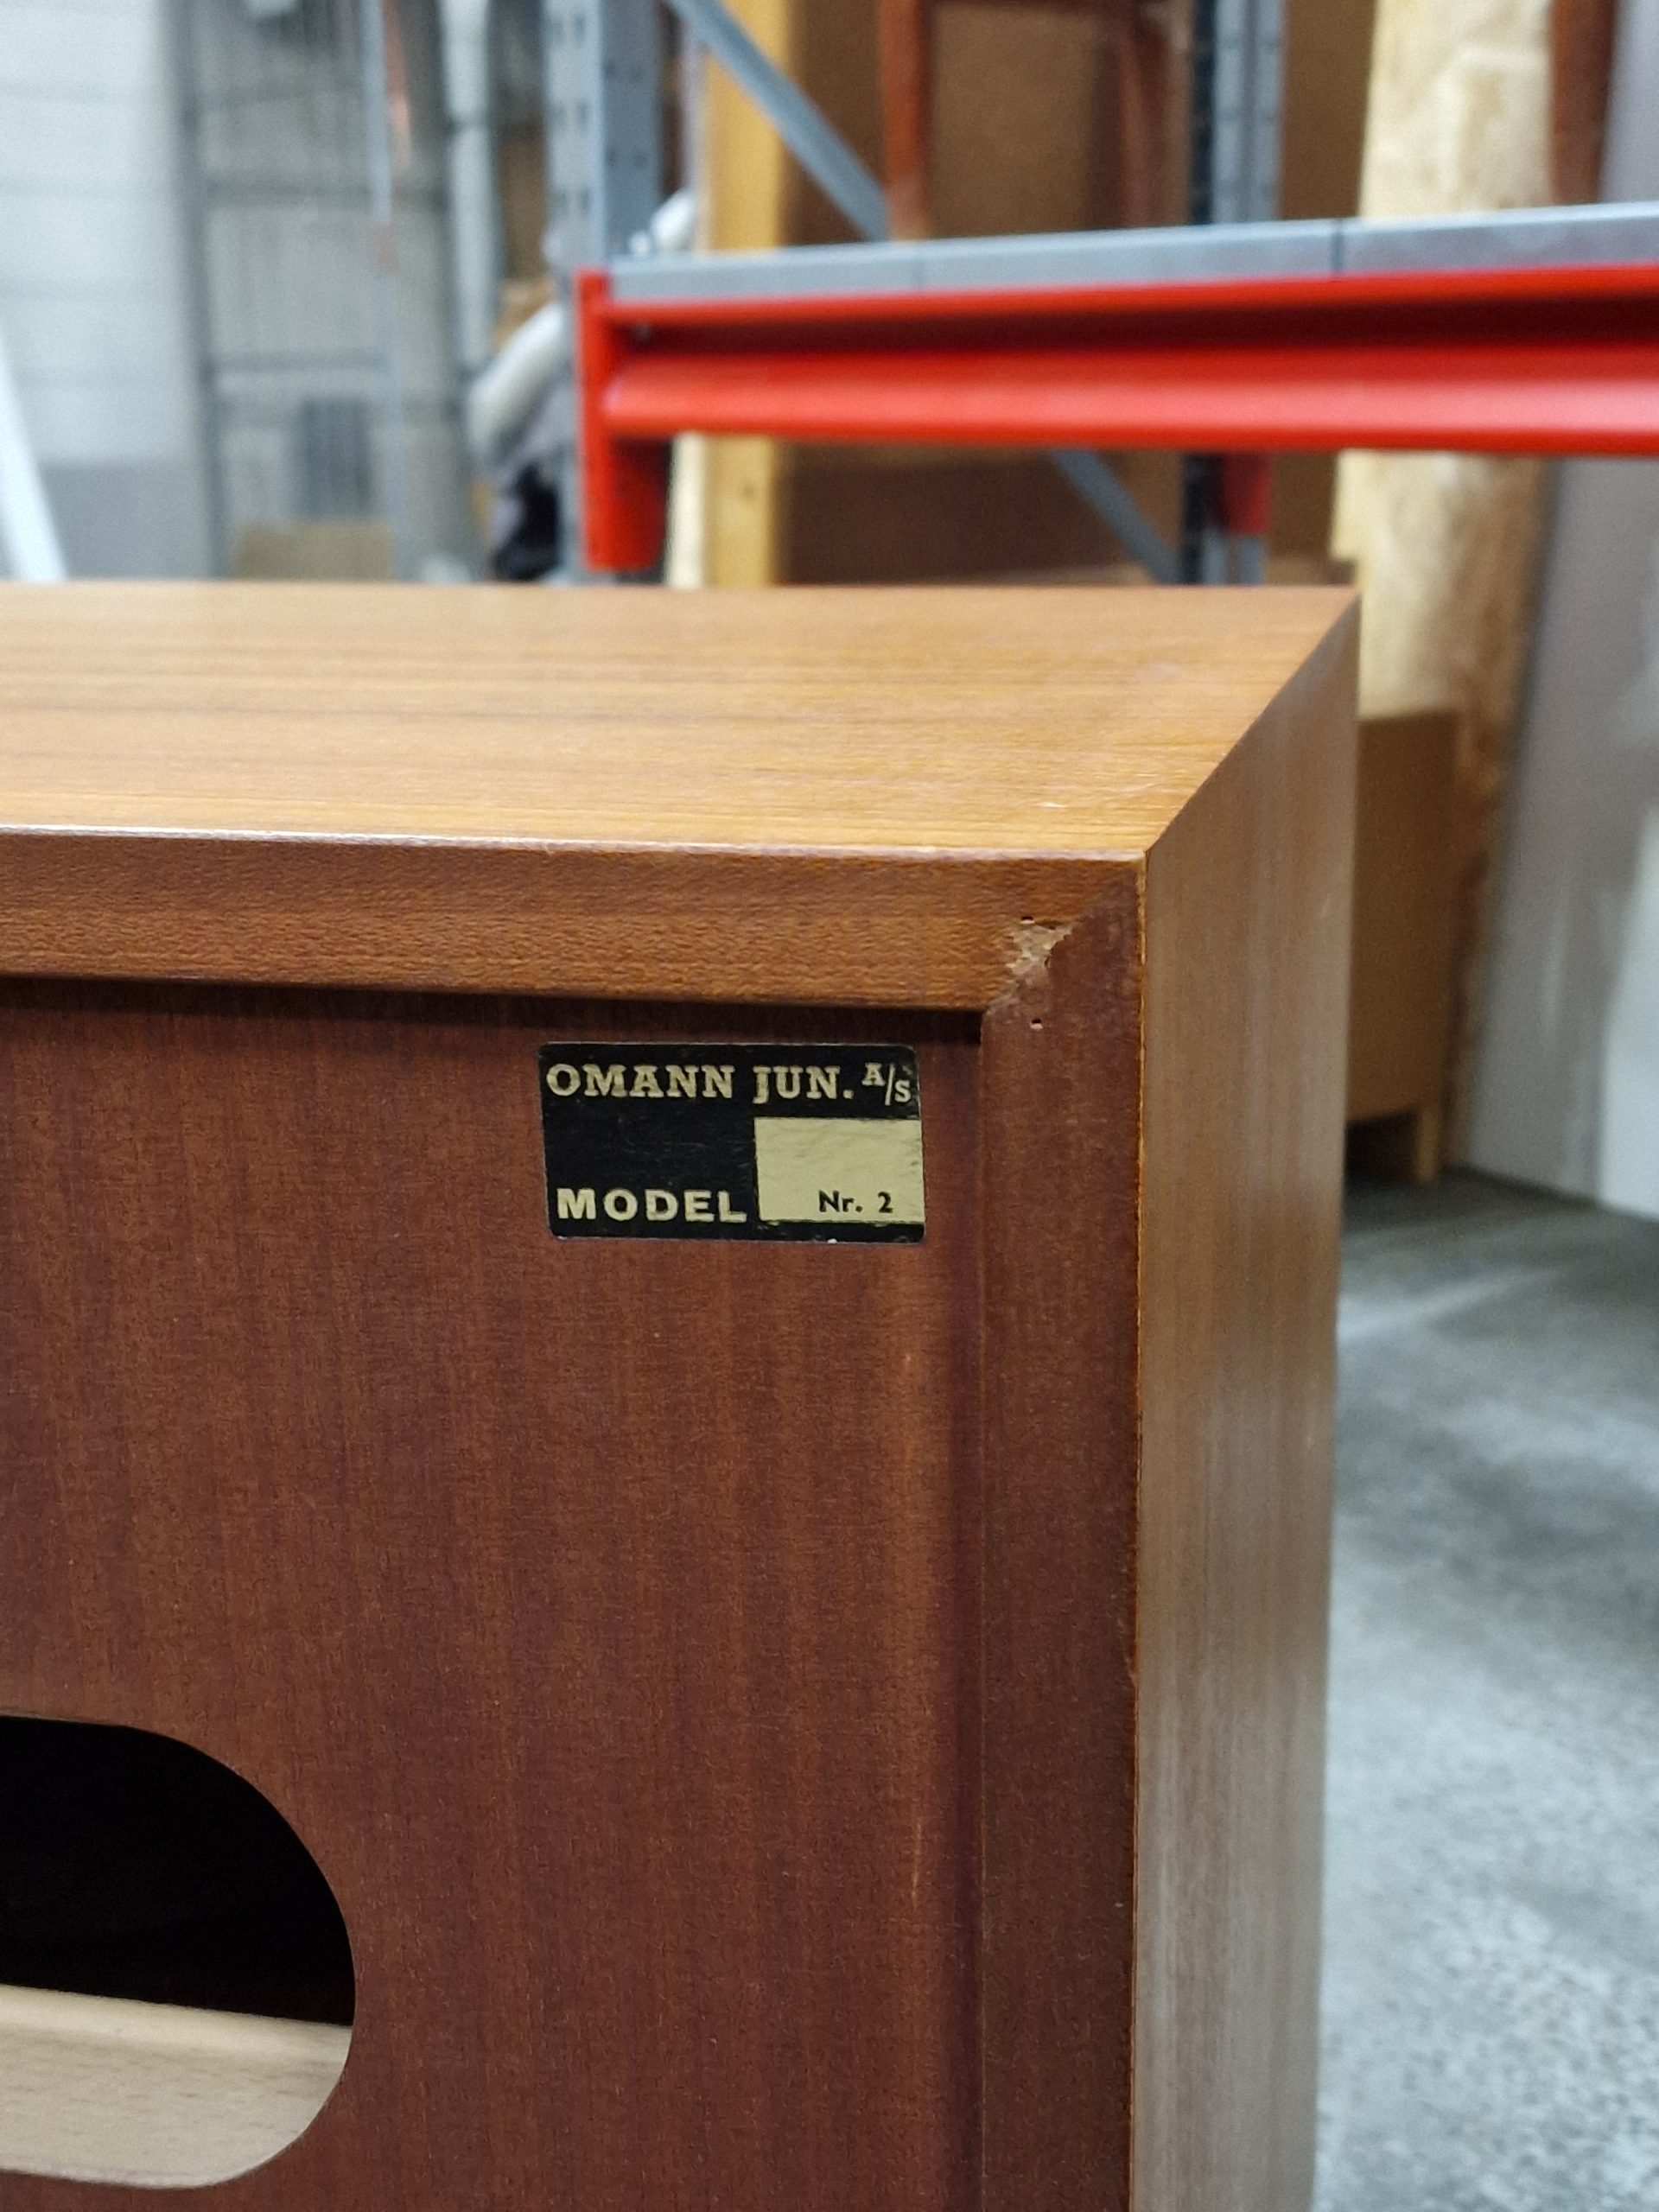 OMANN JUN. A/S
MODEL Nr. 2